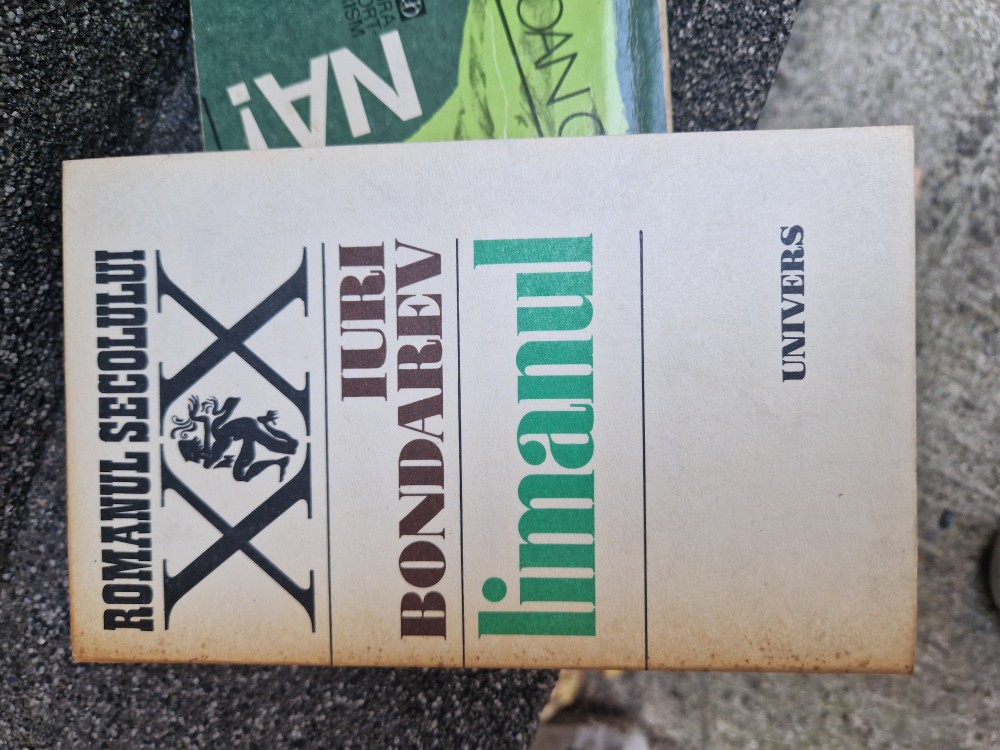 ROMANUL SECOLULUI
XX
IURI
BONDAREV
limanul
UNIVERS
NA!